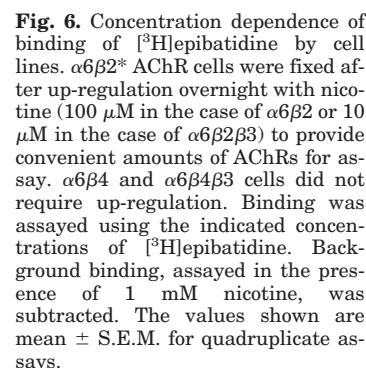 Fig. 6. Concentration dependence of
binding of [³H]epibatidine by cell
lines. α6β2* AChR cells were fixed af-
ter up-regulation overnight with nico-
tine (100 μM in the case of α6β2 or 10
μM in the case of α6β2β3) to provide
convenient amounts of AChRs for as-
say. α6β4 and α6β4β3 cells did not
require up-regulation. Binding was
assayed using the indicated concen-
trations of [³H]epibatidine. Back-
ground binding, assayed in the pres-
ence of 1 mM nicotine, was
subtracted. The values shown are
mean ± S.E.M. for quadruplicate as-
says.